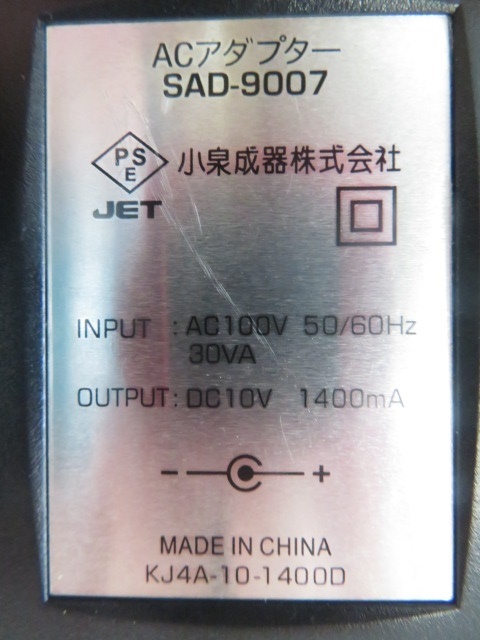 ACアダプター
SAD-9007
PSE
JET
小泉成器株式会社
INPUT : AC100V 50/60Hz
30VA
OUTPUT : DC10V 1400mA
− +
MADE IN CHINA
KJ4A-10-1400D